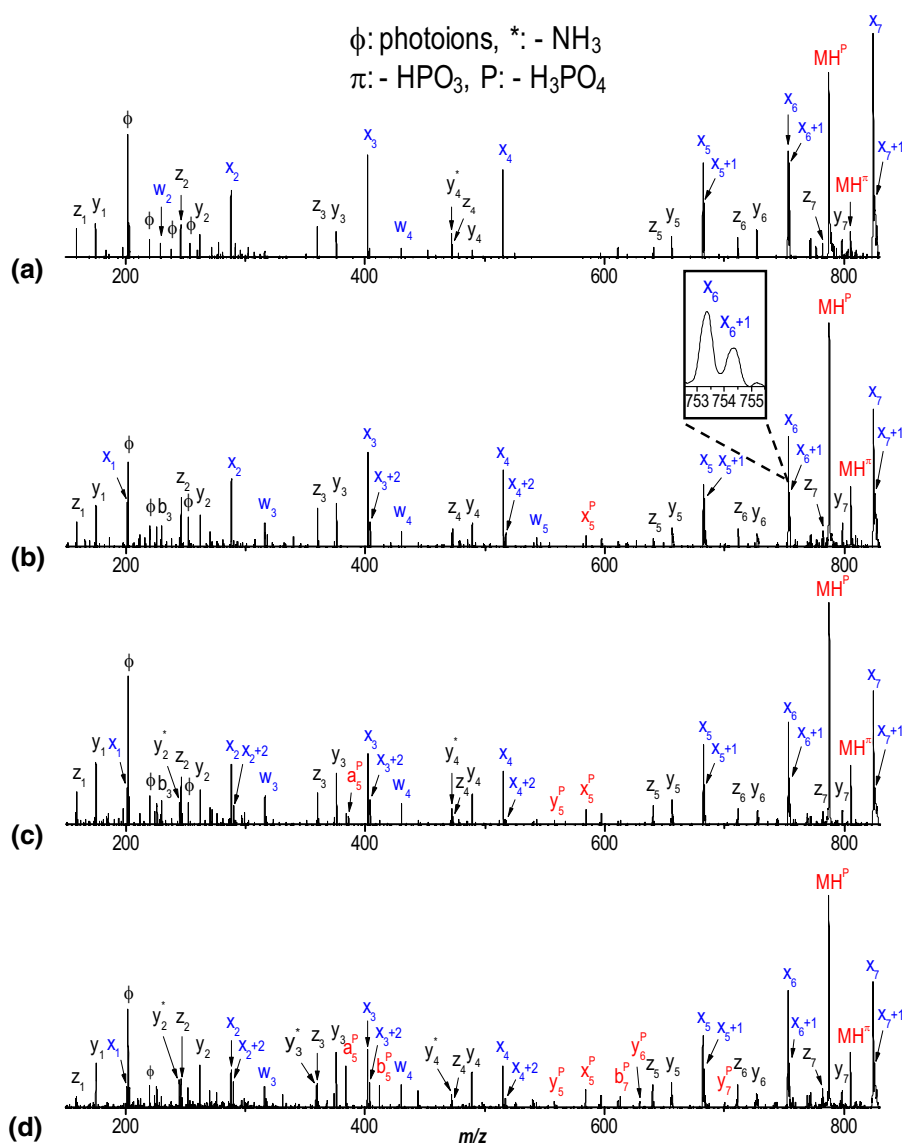 ϕ: photoions, *: - NH₃
π: - HPO₃, P: - H₃PO₄
z₁ y₁ ϕ ϕ w₂ ϕ z₂ ϕ y₂ x₂ z₃ y₃ x₃ w₄ y₄* z₄ y₄ x₄ z₅ y₅ x₅ x₅+1 z₆ y₆ x₆ x₆+1 z₇ MHᴾ y₇ MHπ x₇ x₇+1
(a)
200 400 600 800
x₆
x₆+1
753 754 755
z₁ y₁ x₁ ϕ ϕ b₃ z₂ ϕ y₂ x₂ w₃ z₃ y₃ x₃ x₃+2 w₄ z₄ y₄ x₄ x₄+2 w₅ x₅ᴾ z₅ y₅ x₅ x₅+1 z₆ y₆ x₆ x₆+1 z₇ MHᴾ y₇ MHπ x₇ x₇+1
(b)
200 400 600 800
z₁ y₁ x₁ ϕ ϕ b₃ y₂* z₂ ϕ y₂ x₂ x₂+2 w₃ z₃ y₃ a₅ᴾ x₃ x₃+2 w₄ y₄* z₄ y₄ x₄ x₄+2 y₅ᴾ x₅ᴾ z₅ y₅ x₅ x₅+1 z₆ y₆ x₆ x₆+1 z₇ MHᴾ y₇ MHπ x₇ x₇+1
(c)
200 400 600 800
z₁ y₁ x₁ ϕ ϕ y₂* z₂ y₂ x₂ x₂+2 w₃ y₃* z₃ y₃ a₅ᴾ x₃ x₃+2 b₅ᴾ w₄ y₄* z₄ y₄ x₄ x₄+2 y₅ᴾ x₅ᴾ b₇ᴾ y₆ᴾ z₅ y₅ x₅ x₅+1 y₇ᴾ z₆ y₆ x₆ x₆+1 z₇ MHᴾ y₇ MHπ x₇ x₇+1
(d)
200 400 600 800
m/z